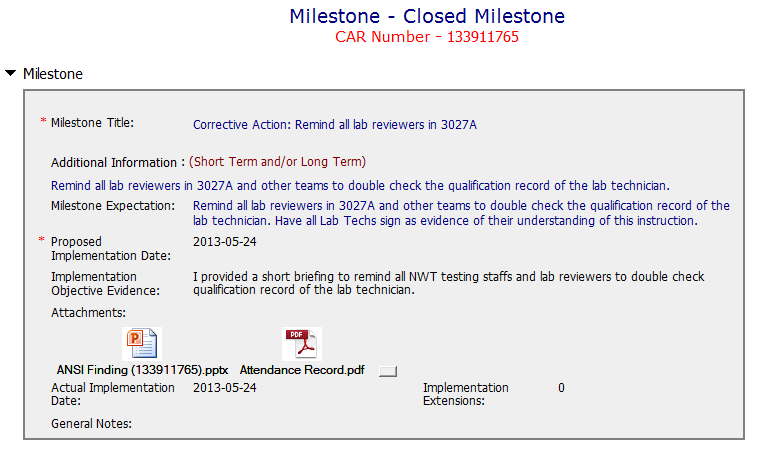 Milestone - Closed Milestone
CAR Number - 133911765
Milestone
* Milestone Title: Corrective Action: Remind all lab reviewers in 3027A
Additional Information : (Short Term and/or Long Term)
Remind all lab reviewers in 3027A and other teams to double check the qualification record of the lab technician.
Milestone Expectation: Remind all lab reviewers in 3027A and other teams to double check the qualification record of the
lab technician. Have all Lab Techs sign as evidence of their understanding of this instruction.
* Proposed 2013-05-24
Implementation Date:
Implementation I provided a short briefing to remind all NWT testing staffs and lab reviewers to double check
Objective Evidence: qualification record of the lab technician.
Attachments:
P PDF
ANSI Finding (133911765).pptx Attendance Record.pdf
Actual Implementation 2013-05-24 Implementation 0
Date: Extensions:
General Notes: